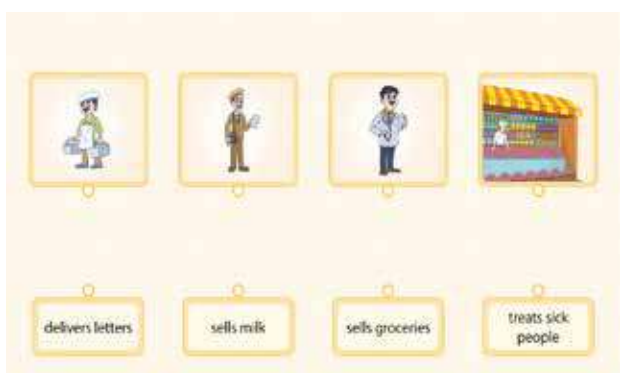 delivers letters
sells milk
sells groceries
treats sick
people